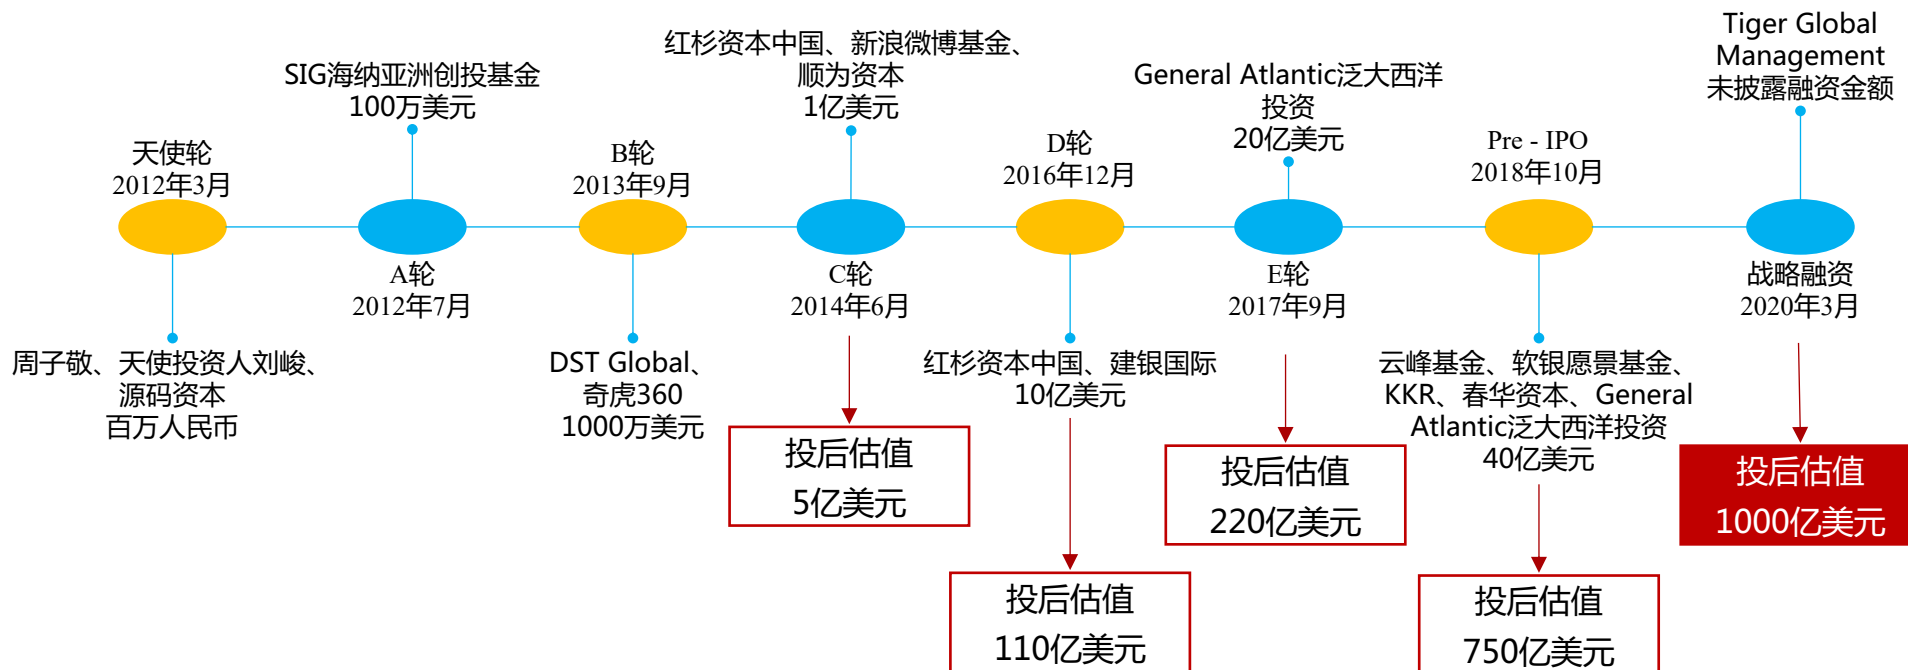 天使轮
2012年3月
周子敬、天使投资人刘峻、
源码资本
百万人民币
SIG海纳亚洲创投基金
100万美元
A轮
2012年7月
B轮
2013年9月
DST Global、
奇虎360
1000万美元
红杉资本中国、新浪微博基金、
顺为资本
1亿美元
C轮
2014年6月
投后估值
5亿美元
D轮
2016年12月
红杉资本中国、建银国际
10亿美元
投后估值
110亿美元
General Atlantic泛大西洋
投资
20亿美元
E轮
2017年9月
投后估值
220亿美元
Pre - IPO
2018年10月
云峰基金、软银愿景基金、
KKR、春华资本、General
Atlantic泛大西洋投资
40亿美元
投后估值
750亿美元
Tiger Global
Management
未披露融资金额
战略融资
2020年3月
投后估值
1000亿美元